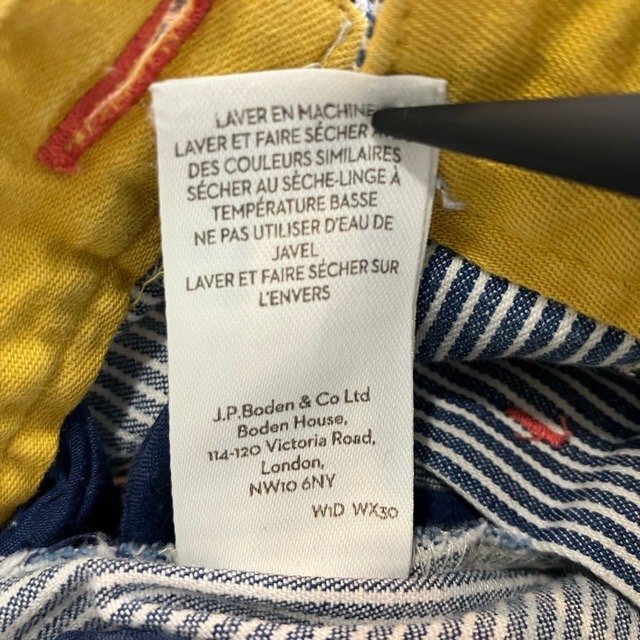 LAVER EN MACHINE
LAVER ET FAIRE SÉCHER
DES COULEURS SIMILAIRES
SÉCHER AU SÈCHE-LINGE À
TEMPÉRATURE BASSE
NE PAS UTILISER D'EAU DE
JAVEL
LAVER ET FAIRE SÉCHER SUR
L'ENVERS
J.P.Boden & Co Ltd
Boden House,
114-120 Victoria Road,
London,
NW10 6NY
W1D WX30